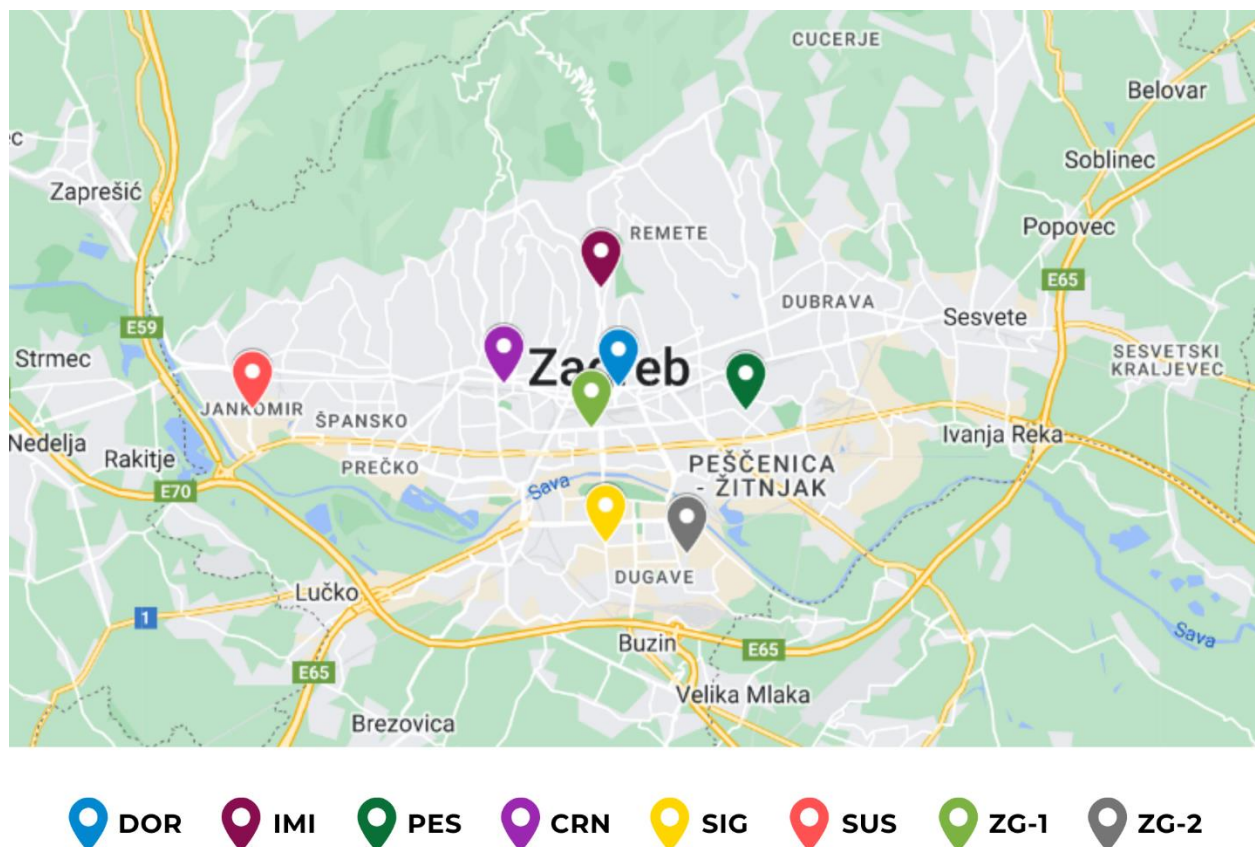 CUCERJE
Belovar
Soblinec
Zaprešić
Popovec
REMETE
E65
DUBRAVA
Sesvete
E59
Strmec
SESVETSKI
KRALJEVEC
JANKOMIR
ŠPANSKO
Nedelja
Rakitje
PREČKO
Ivanja Reka
PEŠČENICA
- ŽITNJAK
E70
Sava
DUGAVE
Lučko
1
Buzin
E65
Sava
E65
Velika Mlaka
Brezovica
DOR IMI PES CRN SIG SUS ZG-1 ZG-2